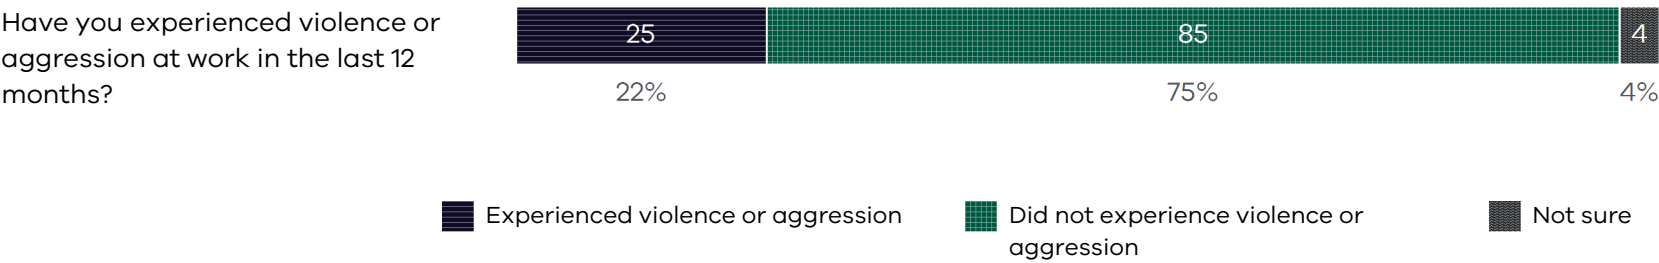 Have you experienced violence or
aggression at work in the last 12
months?
25
85
4
22%
75%
4%
Experienced violence or aggression
Did not experience violence or
aggression
Not sure